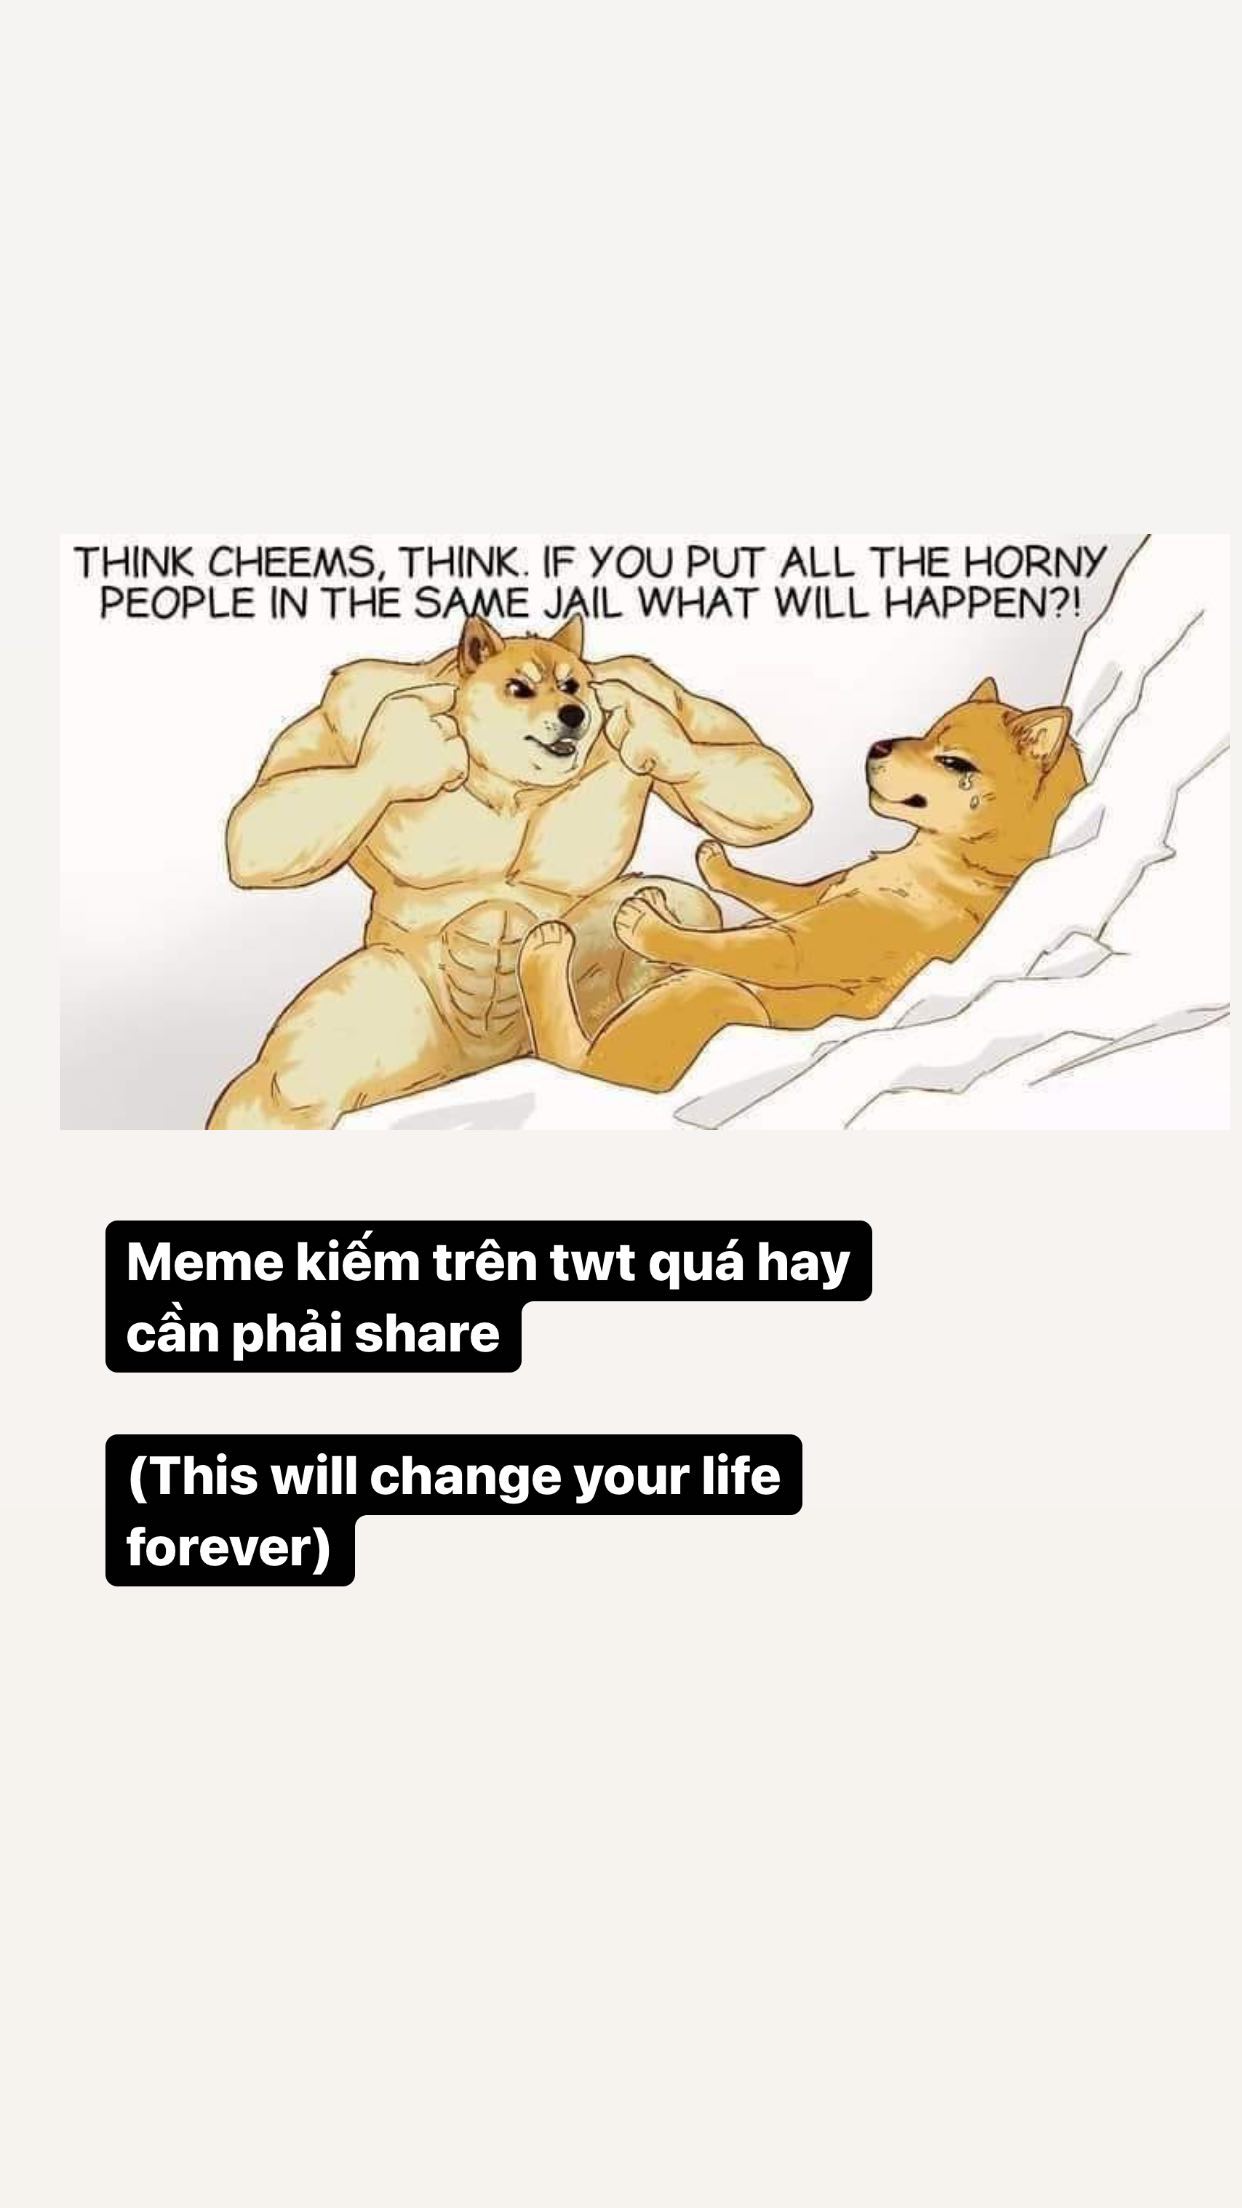 THINK CHEEMS, THINK. IF YOU PUT ALL THE HORNY
PEOPLE IN THE SAME JAIL WHAT WILL HAPPEN?!
Meme kiếm trên twt quá hay
cần phải share
(This will change your life
forever)